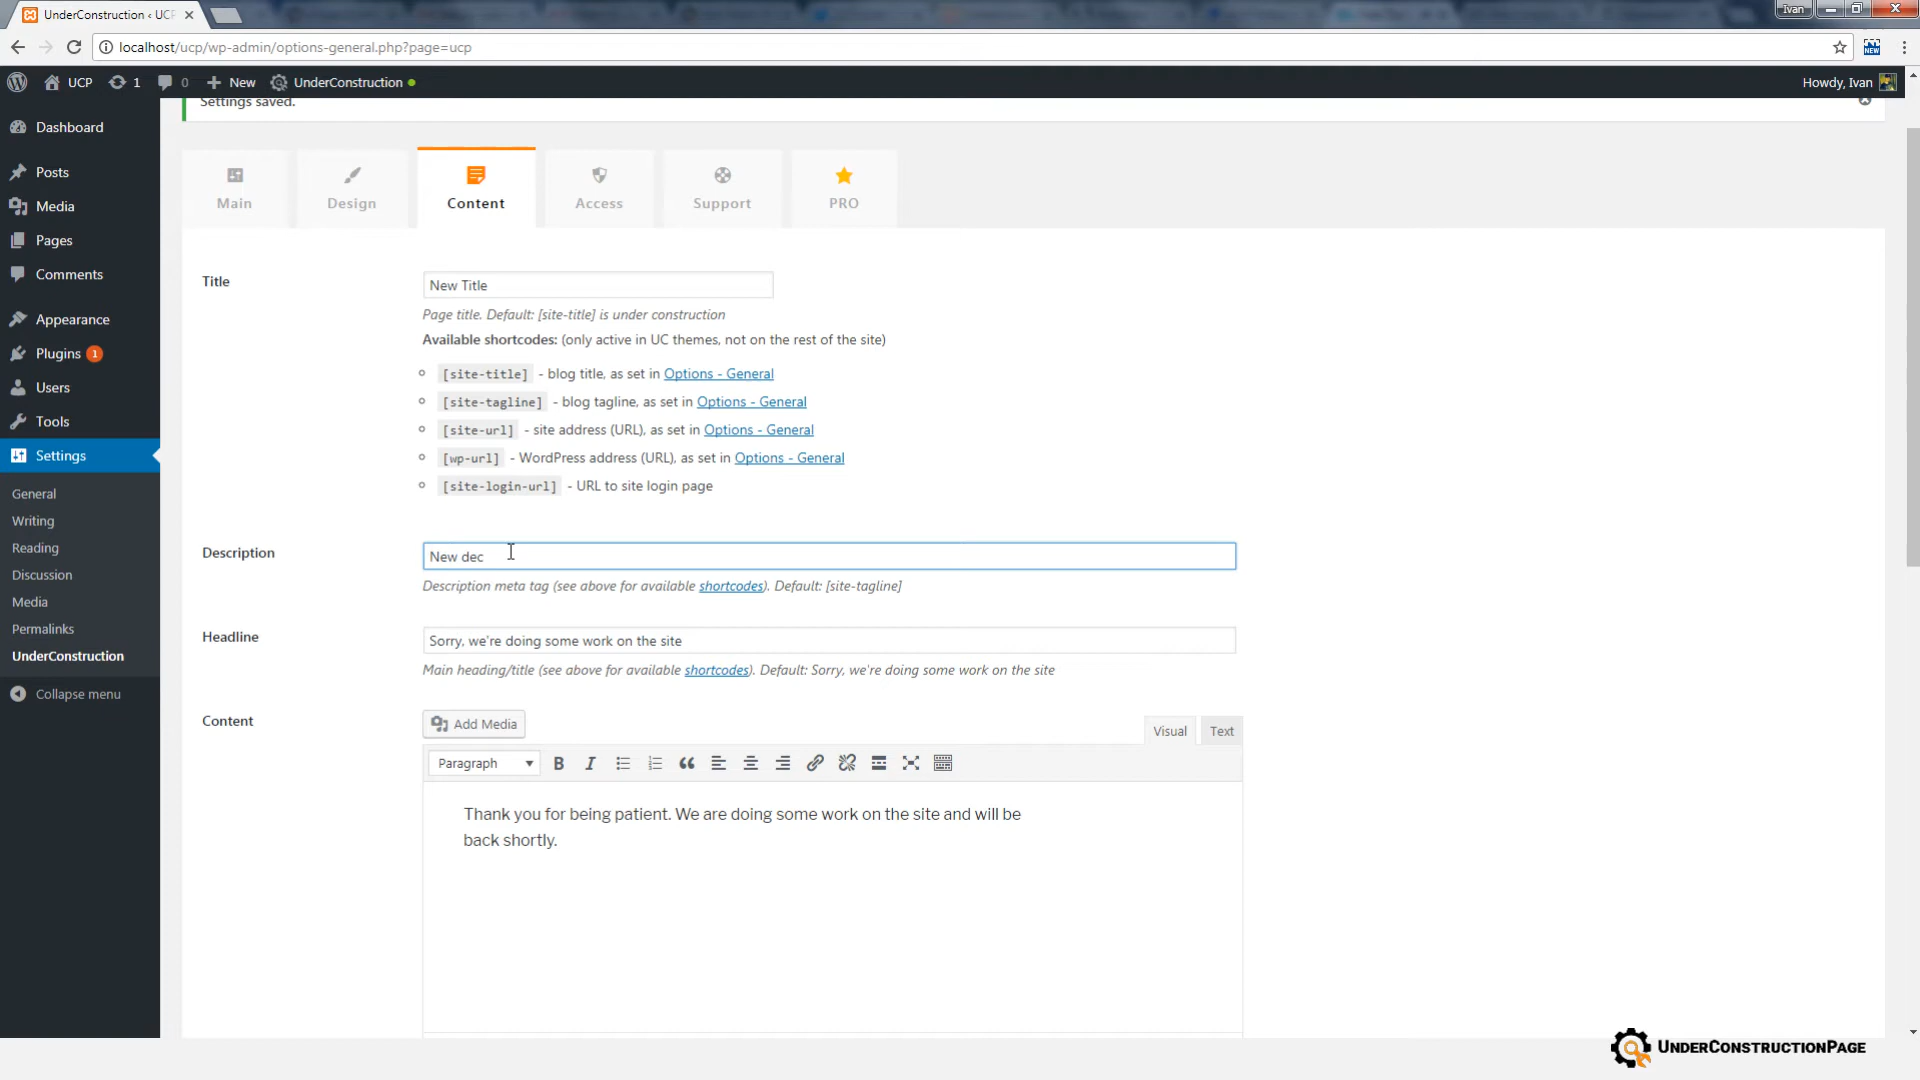 UnderConstruction ‹ UCP
Ivan
localhost/ucp/wp-admin/options-general.php?page=ucp
NEW
UCP
1
0
New
UnderConstruction
Howdy, Ivan
Settings saved.
Dashboard
Posts
Media
Pages
Comments
Appearance
Plugins 1
Users
Tools
Settings
General
Writing
Reading
Discussion
Media
Permalinks
UnderConstruction
Collapse menu
Main
Design
Content
Access
Support
PRO
Title
New Title
Page title. Default: [site-title] is under construction
Available shortcodes: (only active in UC themes, not on the rest of the site)
[site-title] - blog title, as set in Options - General
[site-tagline] - blog tagline, as set in Options - General
[site-url] - site address (URL), as set in Options - General
[wp-url] - WordPress address (URL), as set in Options - General
[site-login-url] - URL to site login page
Description
New dec
Description meta tag (see above for available shortcodes). Default: [site-tagline]
Headline
Sorry, we're doing some work on the site
Main heading/title (see above for available shortcodes). Default: Sorry, we're doing some work on the site
Content
Add Media
Visual
Text
Paragraph
B
I
Thank you for being patient. We are doing some work on the site and will be
back shortly.
UnderConstructionPage